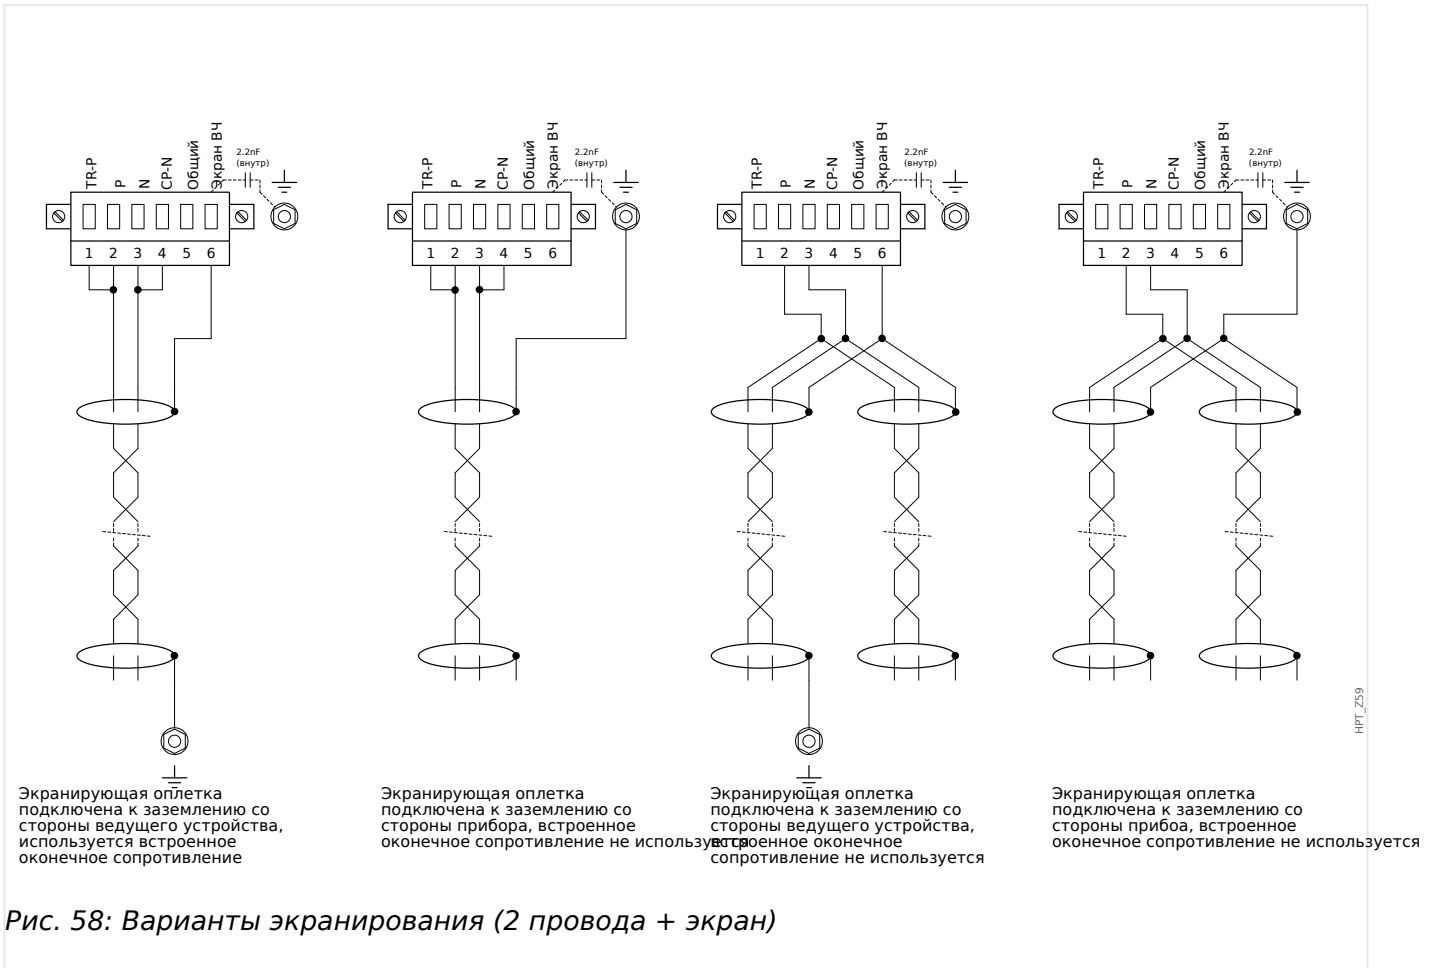 TR-P
P
N
CP-N
Общий
Экран ВЧ
2.2nF
(внутр)
1 2 3 4 5 6
TR-P
P
N
CP-N
Общий
Экран ВЧ
2.2nF
(внутр)
1 2 3 4 5 6
TR-P
P
N
CP-N
Общий
Экран ВЧ
2.2nF
(внутр)
1 2 3 4 5 6
TR-P
P
N
CP-N
Общий
Экран ВЧ
2.2nF
(внутр)
1 2 3 4 5 6
HPT_Z59
Экранирующая оплетка
подключена к заземлению со
стороны ведущего устройства,
используется встроенное
оконечное сопротивление
Экранирующая оплетка
подключена к заземлению со
стороны прибора, встроенное
оконечное сопротивление не используется
Экранирующая оплетка
подключена к заземлению со
стороны ведущего устройства,
встроенное оконечное
сопротивление не используется
Экранирующая оплетка
подключена к заземлению со
стороны прибоа, встроенное
оконечное сопротивление не используется
Рис. 58: Варианты экранирования (2 провода + экран)